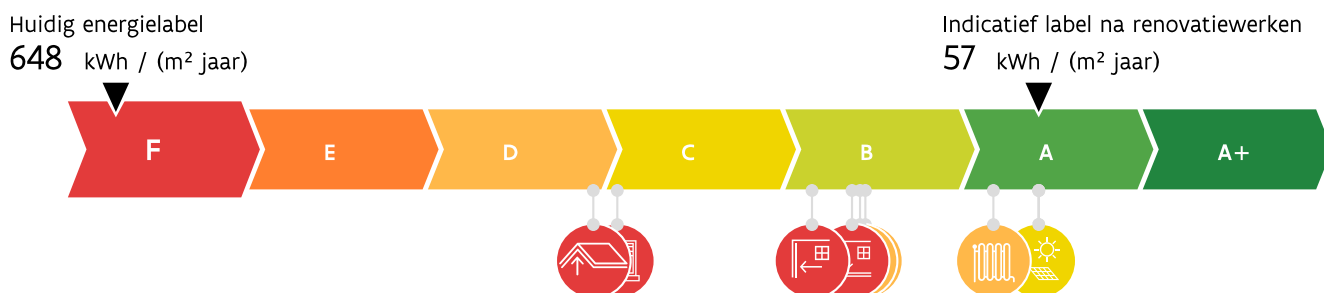 Huidig energielabel
648 kWh / (m² jaar)
Indicatief label na renovatiewerken
57 kWh / (m² jaar)
F E D C B A A+